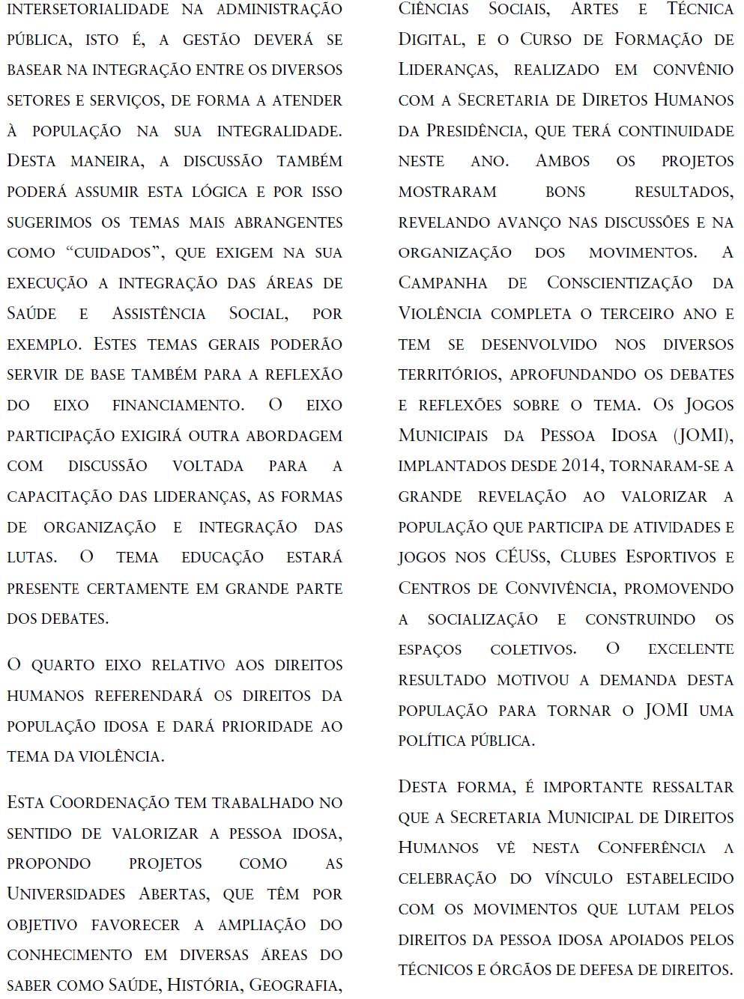 INTERSETORIALIDADE NA ADMINISTRAÇÃO
PÚBLICA, ISTO É, A GESTÃO DEVERÁ SE
BASEAR NA INTEGRAÇÃO ENTRE OS DIVERSOS
SETORES E SERVIÇOS, DE FORMA A ATENDER
À POPULAÇÃO NA SUA INTEGRALIDADE.
DESTA MANEIRA, A DISCUSSÃO TAMBÉM
PODERÁ ASSUMIR ESTA LÓGICA E POR ISSO
SUGERIMOS OS TEMAS MAIS ABRANGENTES
COMO “CUIDADOS”, QUE EXIGEM NA SUA
EXECUÇÃO A INTEGRAÇÃO DAS ÁREAS DE
SAÚDE E ASSISTÊNCIA SOCIAL, POR
EXEMPLO. ESTES TEMAS GERAIS PODERÃO
SERVIR DE BASE TAMBÉM PARA A REFLEXÃO
DO EIXO FINANCIAMENTO. O EIXO
PARTICIPAÇÃO EXIGIRÁ OUTRA ABORDAGEM
COM DISCUSSÃO VOLTADA PARA A
CAPACITAÇÃO DAS LIDERANÇAS, AS FORMAS
DE ORGANIZAÇÃO E INTEGRAÇÃO DAS
LUTAS. O TEMA EDUCAÇÃO ESTARÁ
PRESENTE CERTAMENTE EM GRANDE PARTE
DOS DEBATES.
O QUARTO EIXO RELATIVO AOS DIREITOS
HUMANOS REFERENDARÁ OS DIREITOS DA
POPULAÇÃO IDOSA E DARÁ PRIORIDADE AO
TEMA DA VIOLÊNCIA.
ESTA COORDENAÇÃO TEM TRABALHADO NO
SENTIDO DE VALORIZAR A PESSOA IDOSA,
PROPONDO PROJETOS COMO AS
UNIVERSIDADES ABERTAS, QUE TÊM POR
OBJETIVO FAVORECER A AMPLIAÇÃO DO
CONHECIMENTO EM DIVERSAS ÁREAS DO
SABER COMO SAÚDE, HISTÓRIA, GEOGRAFIA,
CIÊNCIAS SOCIAIS, ARTES E TÉCNICA
DIGITAL, E O CURSO DE FORMAÇÃO DE
LIDERANÇAS, REALIZADO EM CONVÊNIO
COM A SECRETARIA DE DIRETOS HUMANOS
DA PRESIDÊNCIA, QUE TERÁ CONTINUIDADE
NESTE ANO. AMBOS OS PROJETOS
MOSTRARAM BONS RESULTADOS,
REVELANDO AVANÇO NAS DISCUSSÕES E NA
ORGANIZAÇÃO DOS MOVIMENTOS. A
CAMPANHA DE CONSCIENTIZAÇÃO DA
VIOLÊNCIA COMPLETA O TERCEIRO ANO E
TEM SE DESENVOLVIDO NOS DIVERSOS
TERRITÓRIOS, APROFUNDANDO OS DEBATES
E REFLEXÕES SOBRE O TEMA. OS JOGOS
MUNICIPAIS DA PESSOA IDOSA (JOMI),
IMPLANTADOS DESDE 2014, TORNARAM-SE A
GRANDE REVELAÇÃO AO VALORIZAR A
POPULAÇÃO QUE PARTICIPA DE ATIVIDADES E
JOGOS NOS CÉUSS, CLUBES ESPORTIVOS E
CENTROS DE CONVIVÊNCIA, PROMOVENDO
A SOCIALIZAÇÃO E CONSTRUINDO OS
ESPAÇOS COLETIVOS. O EXCELENTE
RESULTADO MOTIVOU A DEMANDA DESTA
POPULAÇÃO PARA TORNAR O JOMI UMA
POLÍTICA PÚBLICA.
DESTA FORMA, É IMPORTANTE RESSALTAR
QUE A SECRETARIA MUNICIPAL DE DIREITOS
HUMANOS VÊ NESTA CONFERÊNCIA A
CELEBRAÇÃO DO VÍNCULO ESTABELECIDO
COM OS MOVIMENTOS QUE LUTAM PELOS
DIREITOS DA PESSOA IDOSA APOIADOS PELOS
TÉCNICOS E ÓRGÃOS DE DEFESA DE DIREITOS.